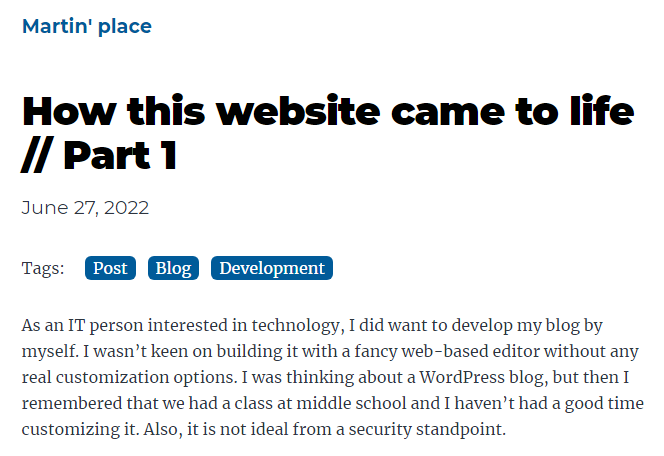 Martin' place
How this website came to life
// Part 1
June 27, 2022
Tags: Post Blog Development
As an IT person interested in technology, I did want to develop my blog by
myself. I wasn’t keen on building it with a fancy web-based editor without any
real customization options. I was thinking about a WordPress blog, but then I
remembered that we had a class at middle school and I haven’t had a good time
customizing it. Also, it is not ideal from a security standpoint.